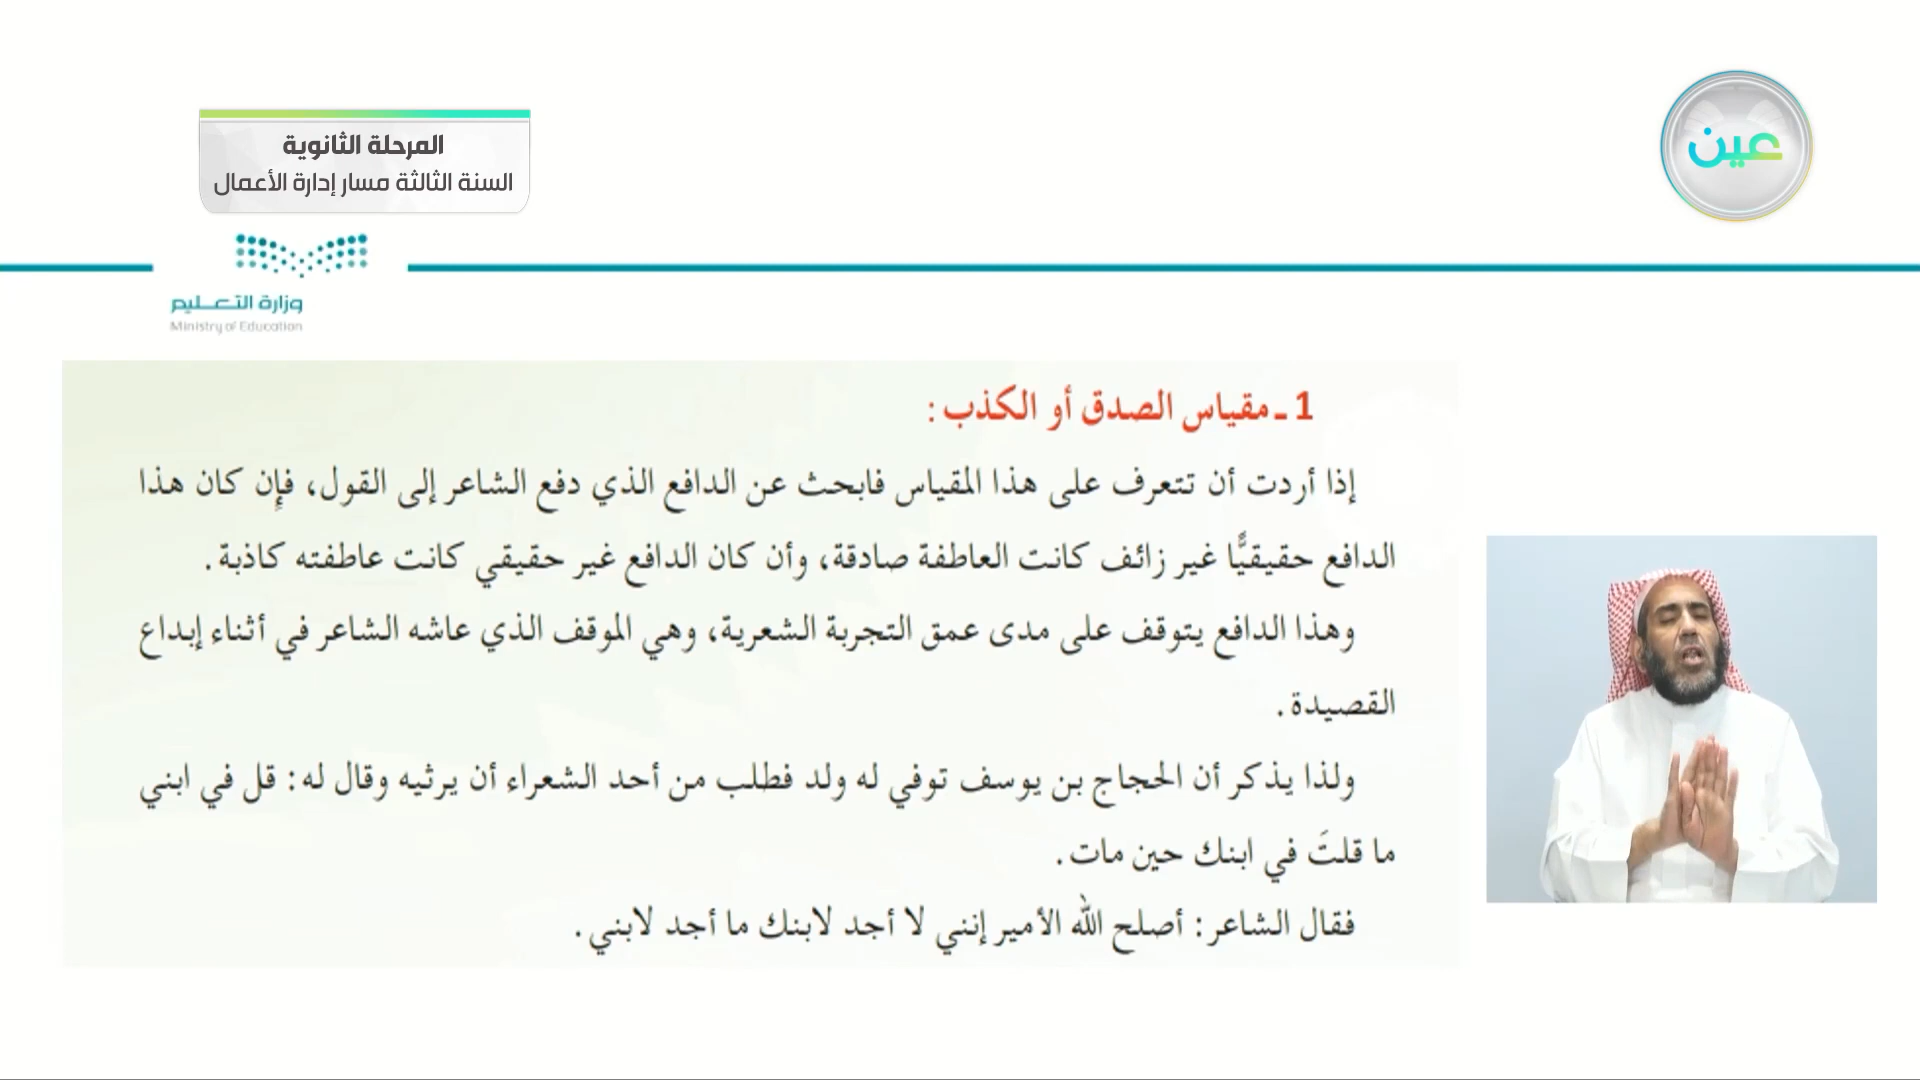 المرحلة الثانوية
السنة الثالثة مسار إدارة الأعمال
عين
وزارة التعليم
Ministry of Education
1 ـ مقياس الصدق أو الكذب :
إذا أردت أن تتعرف على هذا المقياس فابحث عن الدافع الذي دفع الشاعر إلى القول، فإِن كان هذا
الدافع حقيقيًّا غير زائف كانت العاطفة صادقة، وأن كان الدافع غير حقيقي كانت عاطفته كاذبة .
وهذا الدافع يتوقف على مدى عمق التجربة الشعرية، وهي الموقف الذي عاشه الشاعر في أثناء إبداع
القصيدة .
ولذا يذكر أن الحجاج بن يوسف توفي له ولد فطلب من أحد الشعراء أن يرثيه وقال له : قل في ابني
ما قلتَ في ابنك حين مات .
فقال الشاعر : أصلح الله الأمير إنني لا أجد لابنك ما أجد لابني .